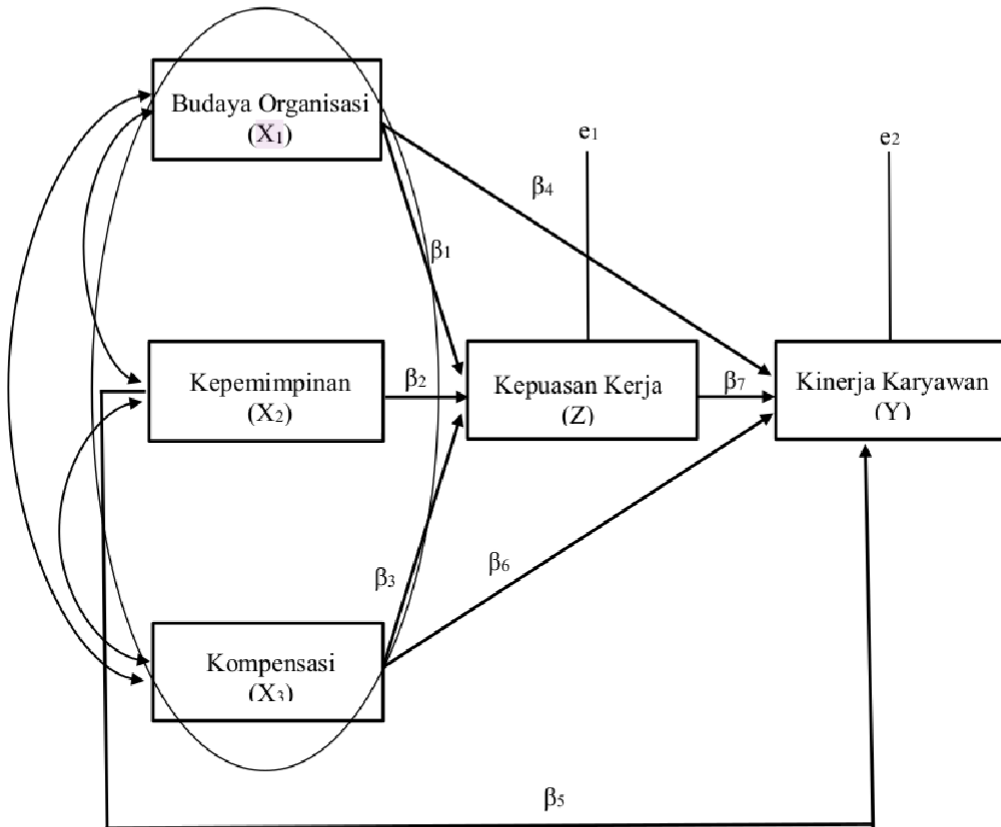 Budaya Organisasi
(X₁)
e₁
e₂
β₄
β₁
Kepemimpinan
(X₂)
β₂
Kepuasan Kerja
(Z)
β₇
Kinerja Karyawan
(Y)
β₃
β₆
Kompensasi
(X₃)
β₅